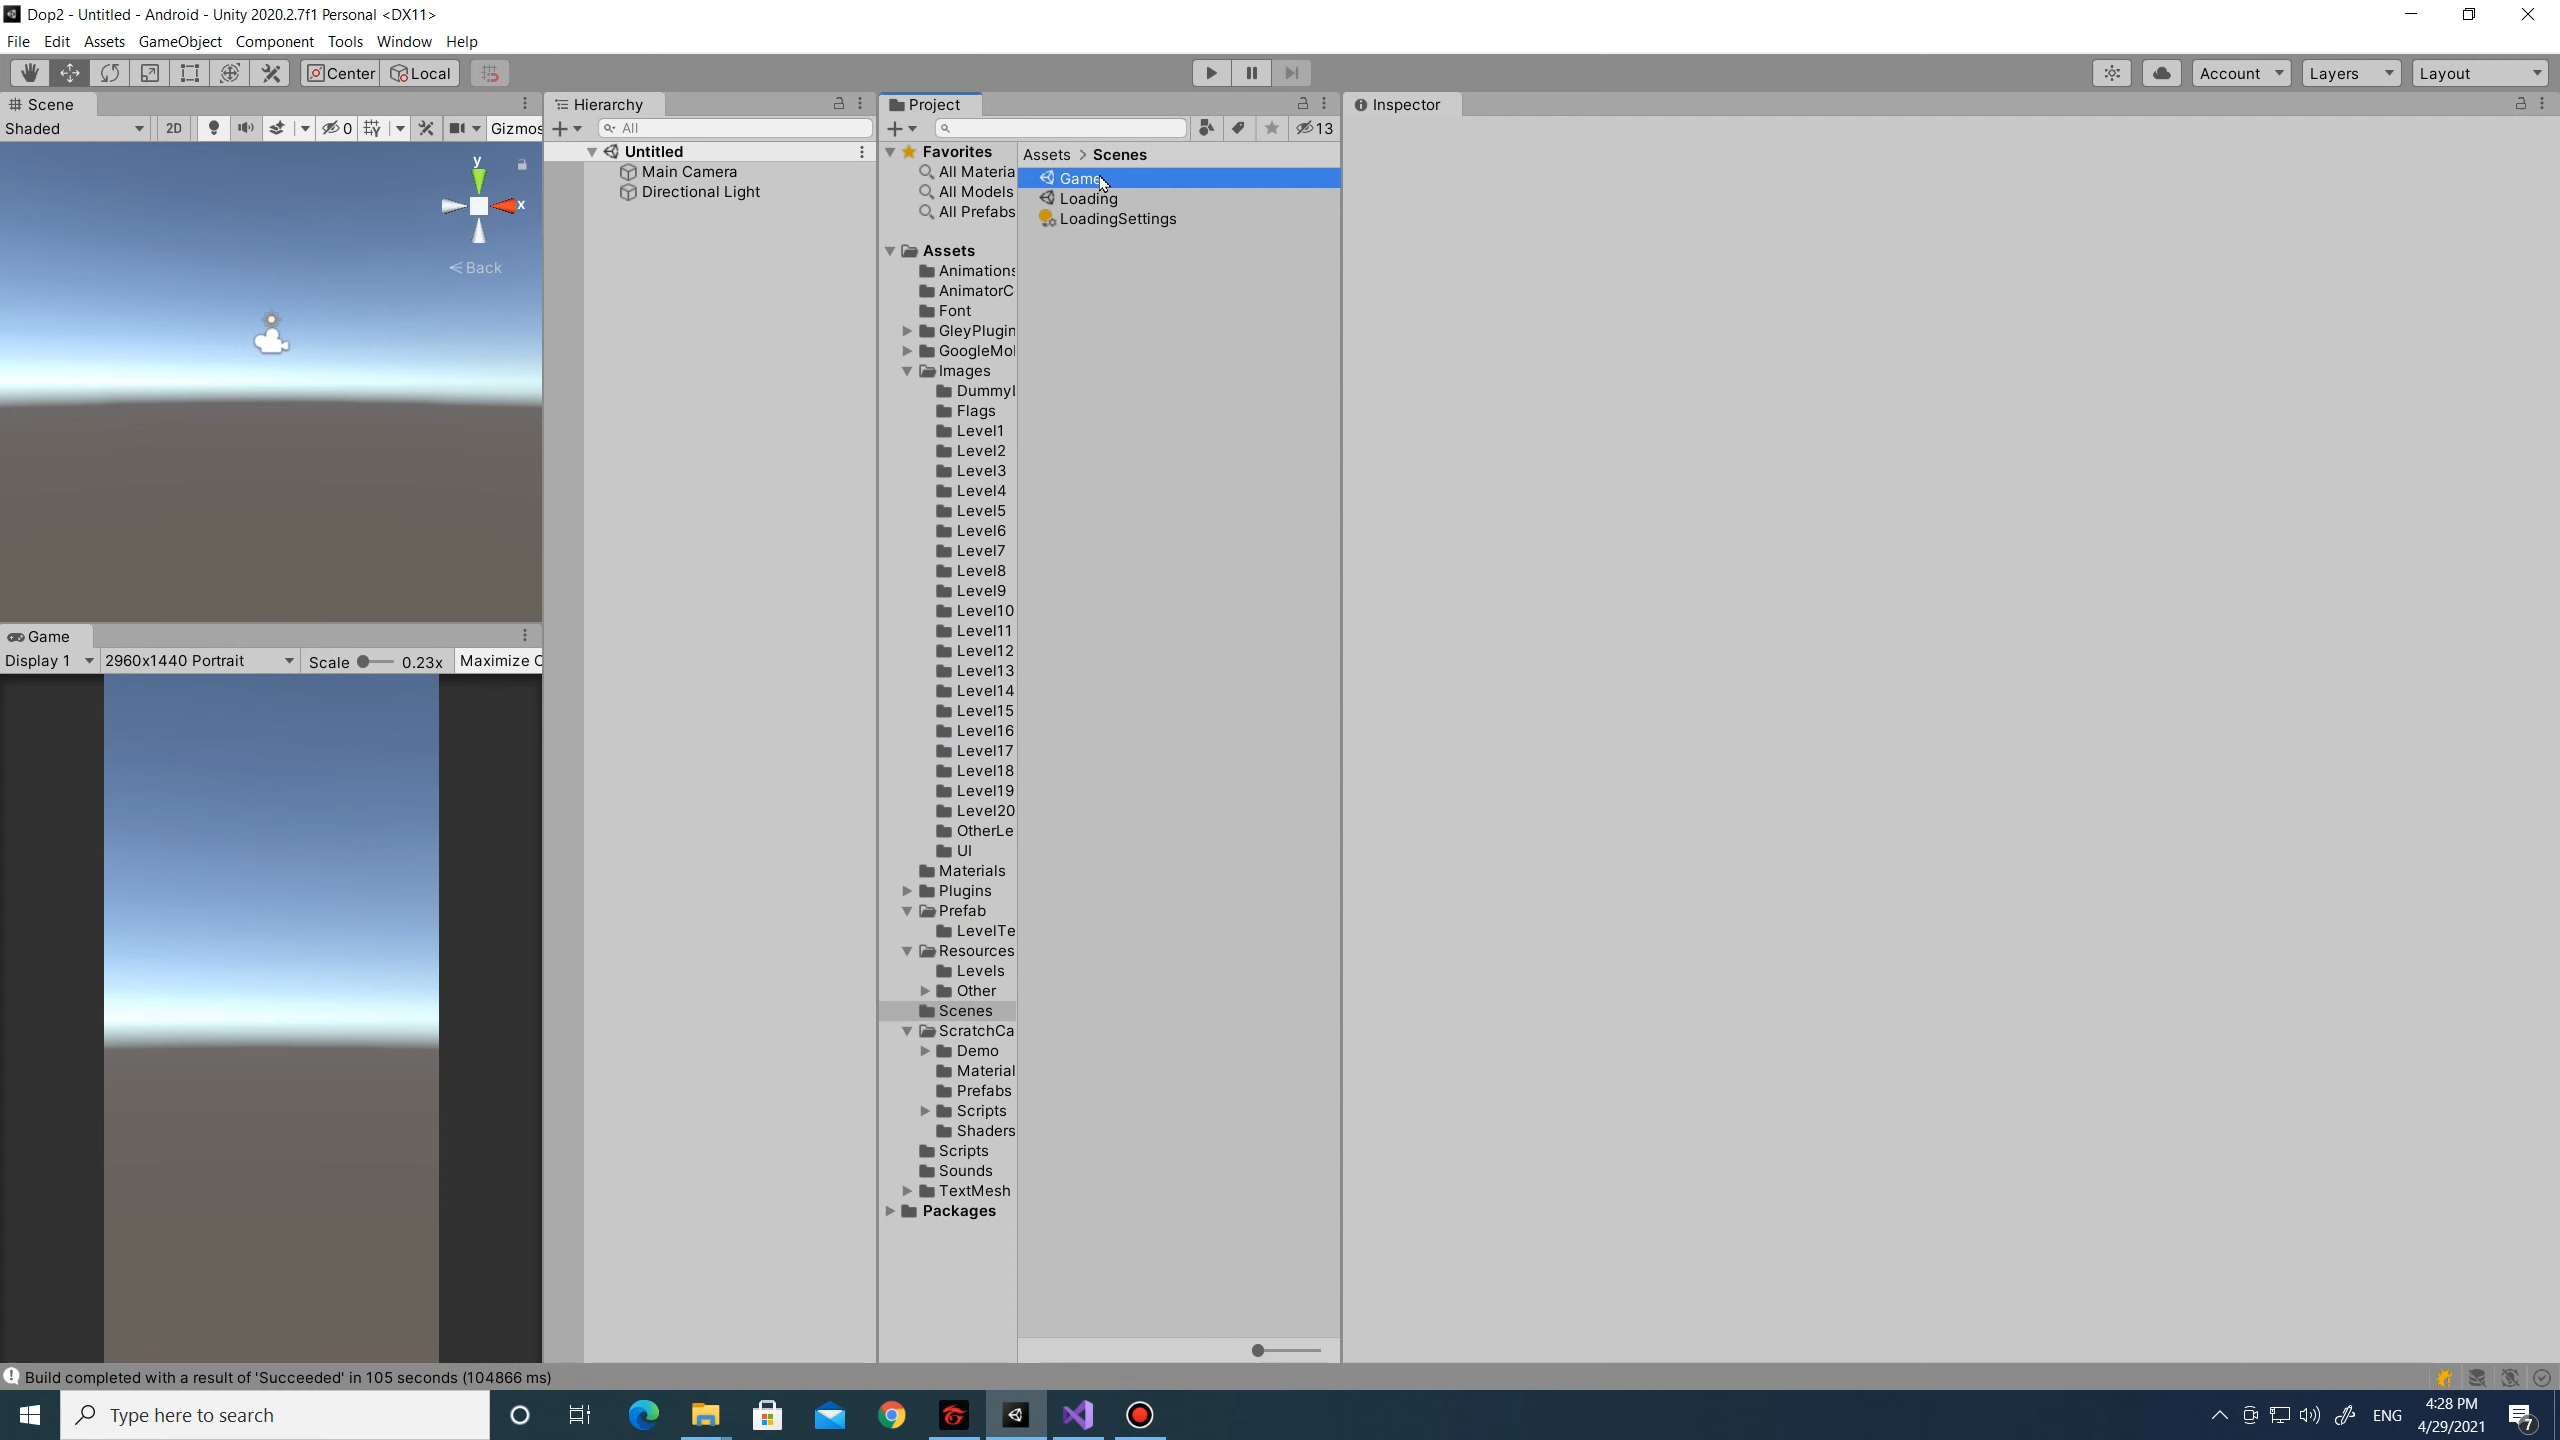 Dop2 - Untitled - Android - Unity 2020.2.7f1 Personal <DX11>
File Edit Assets GameObject Component Tools Window Help
Center Local Account Layers Layout
Scene
Shaded 2D 0 Gizmos
y
x
Back
Game
Display 1 2960x1440 Portrait Scale 0.23x Maximize O
Hierarchy
All
Untitled
Main Camera
Directional Light
Project
13
Favorites
All Materia
All Models
All Prefabs
Assets
Animations
AnimatorC
Font
GleyPlugin
GoogleMol
Images
DummyI
Flags
Level1
Level2
Level3
Level4
Level5
Level6
Level7
Level8
Level9
Level10
Level11
Level12
Level13
Level14
Level15
Level16
Level17
Level18
Level19
Level20
OtherLe
UI
Materials
Plugins
Prefab
LevelTe
Resources
Levels
Other
Scenes
ScratchCa
Demo
Material
Prefabs
Scripts
Shaders
Scripts
Sounds
TextMesh
Packages
Assets > Scenes
Game
Loading
LoadingSettings
Inspector
Build completed with a result of 'Succeeded' in 105 seconds (104866 ms)
Type here to search
ENG
4:28 PM
4/29/2021
7